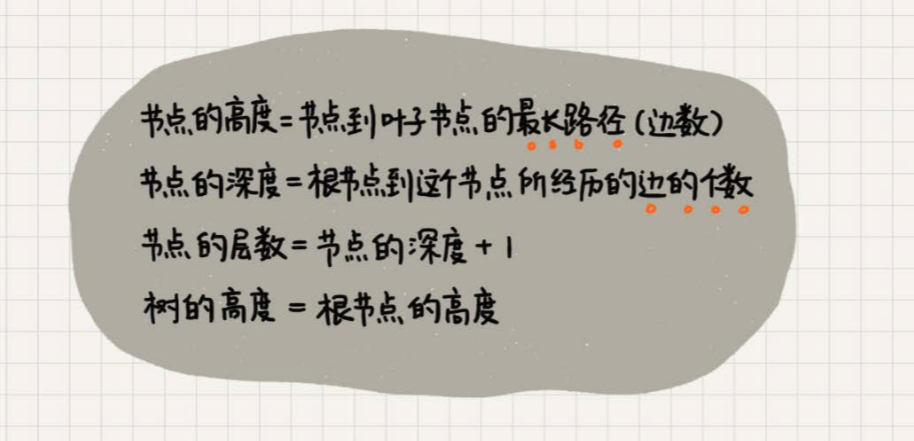 节点的高度=节点到叶子节点的最长路径(边数)
节点的深度=根节点到这个节点所经历的边的个数
节点的层数=节点的深度+1
树的高度=根节点的高度